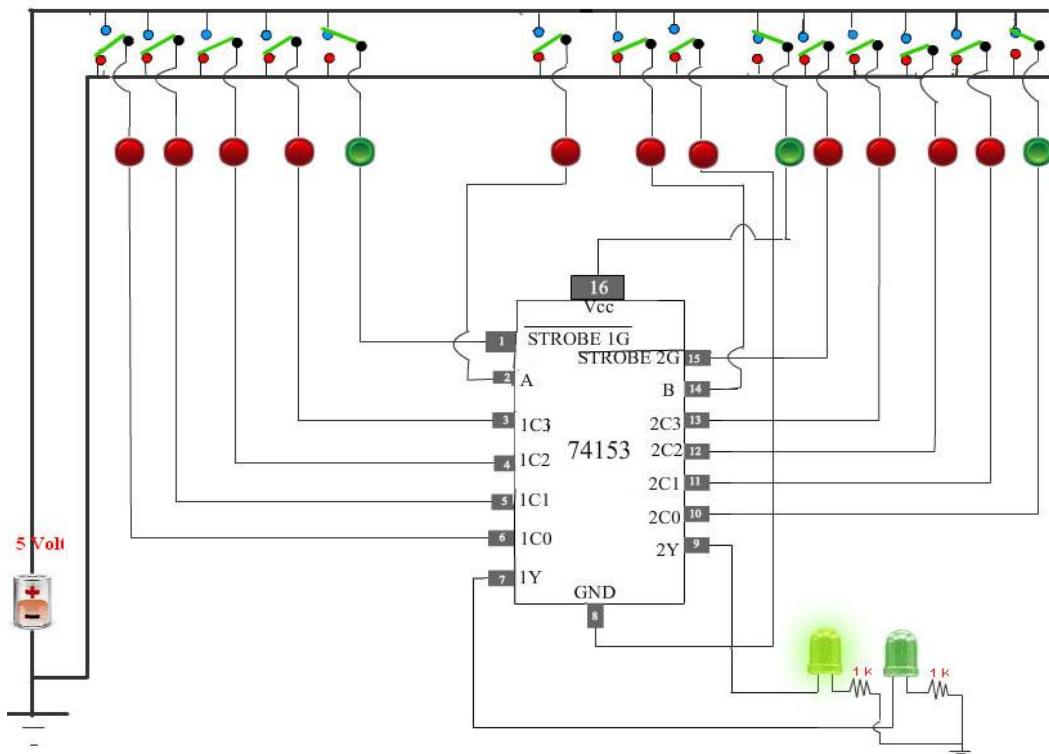 16
Vcc
1
STROBE 1G
STROBE 2G
15
2
A
B
14
3
1C3
2C3
13
74153
4
1C2
2C2
12
5
1C1
2C1
11
6
1C0
2C0
10
2Y
9
7
1Y
GND
8
5 Volt
+
-
1 K
1 K